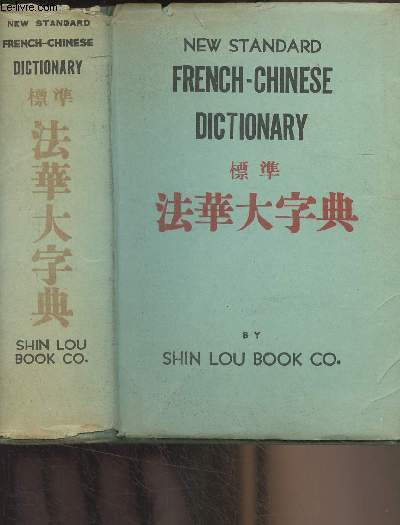 NEW STANDARD
FRENCH-CHINESE
DICTIONARY
標準
法華大字典
SHIN LOU
BOOK CO.
NEW STANDARD
FRENCH-CHINESE
DICTIONARY
標準
法華大字典
BY
SHIN LOU BOOK CO.
le-livre.com